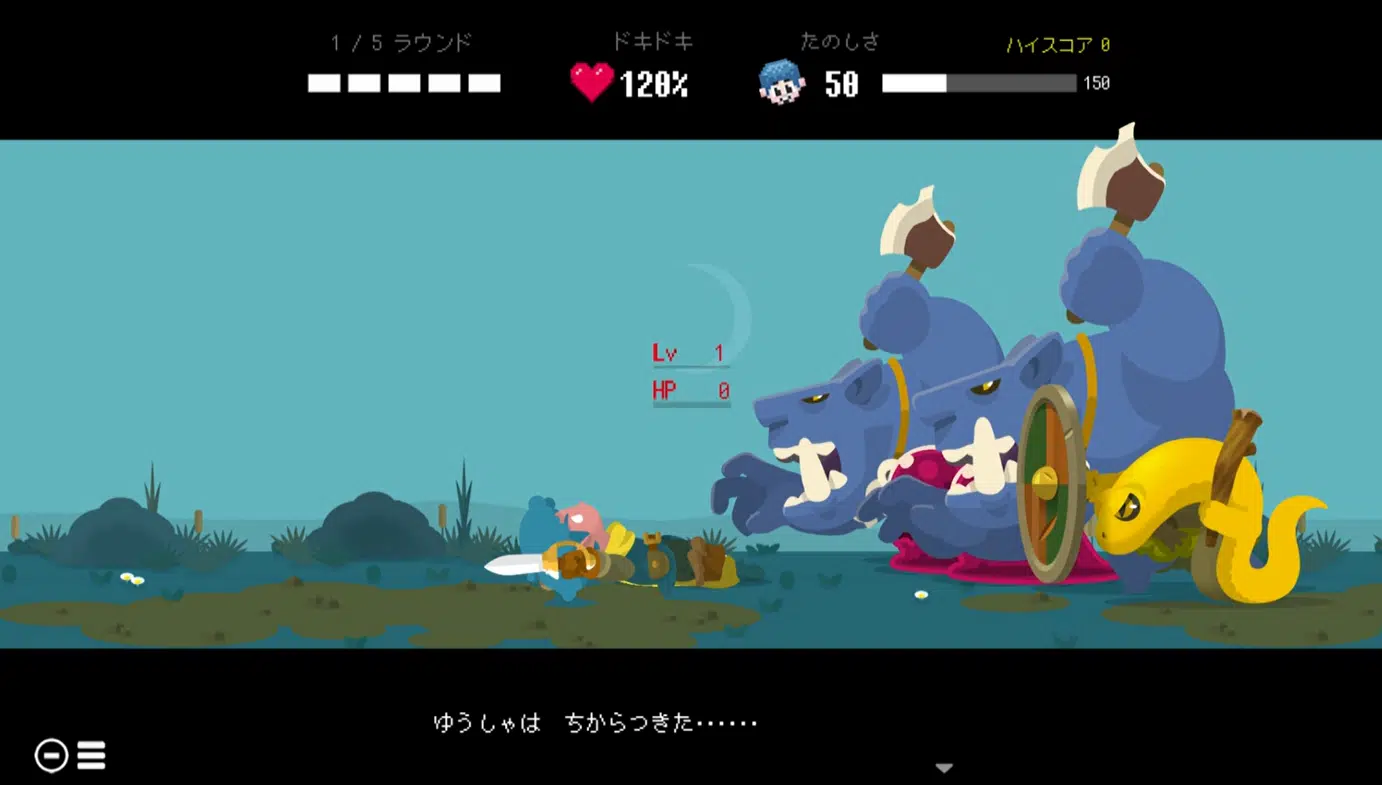 1 / 5 ラウンド
ドキドキ
120%
たのしさ
50
ハイスコア 0
150
Lv 1
HP 0
ゆうしゃは ちからつきた‥‥‥